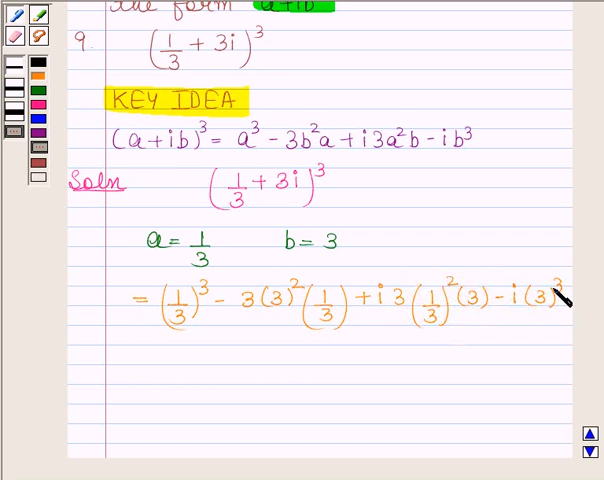 the form a+ib
9. (1/3 + 3i)^3
KEY IDEA
(a+ib)^3 = a^3 - 3b^2a + i3a^2b - ib^3
Soln (1/3 + 3i)^3
a = 1/3 b = 3
= (1/3)^3 - 3(3)^2(1/3) + i3(1/3)^2(3) - i(3)^3